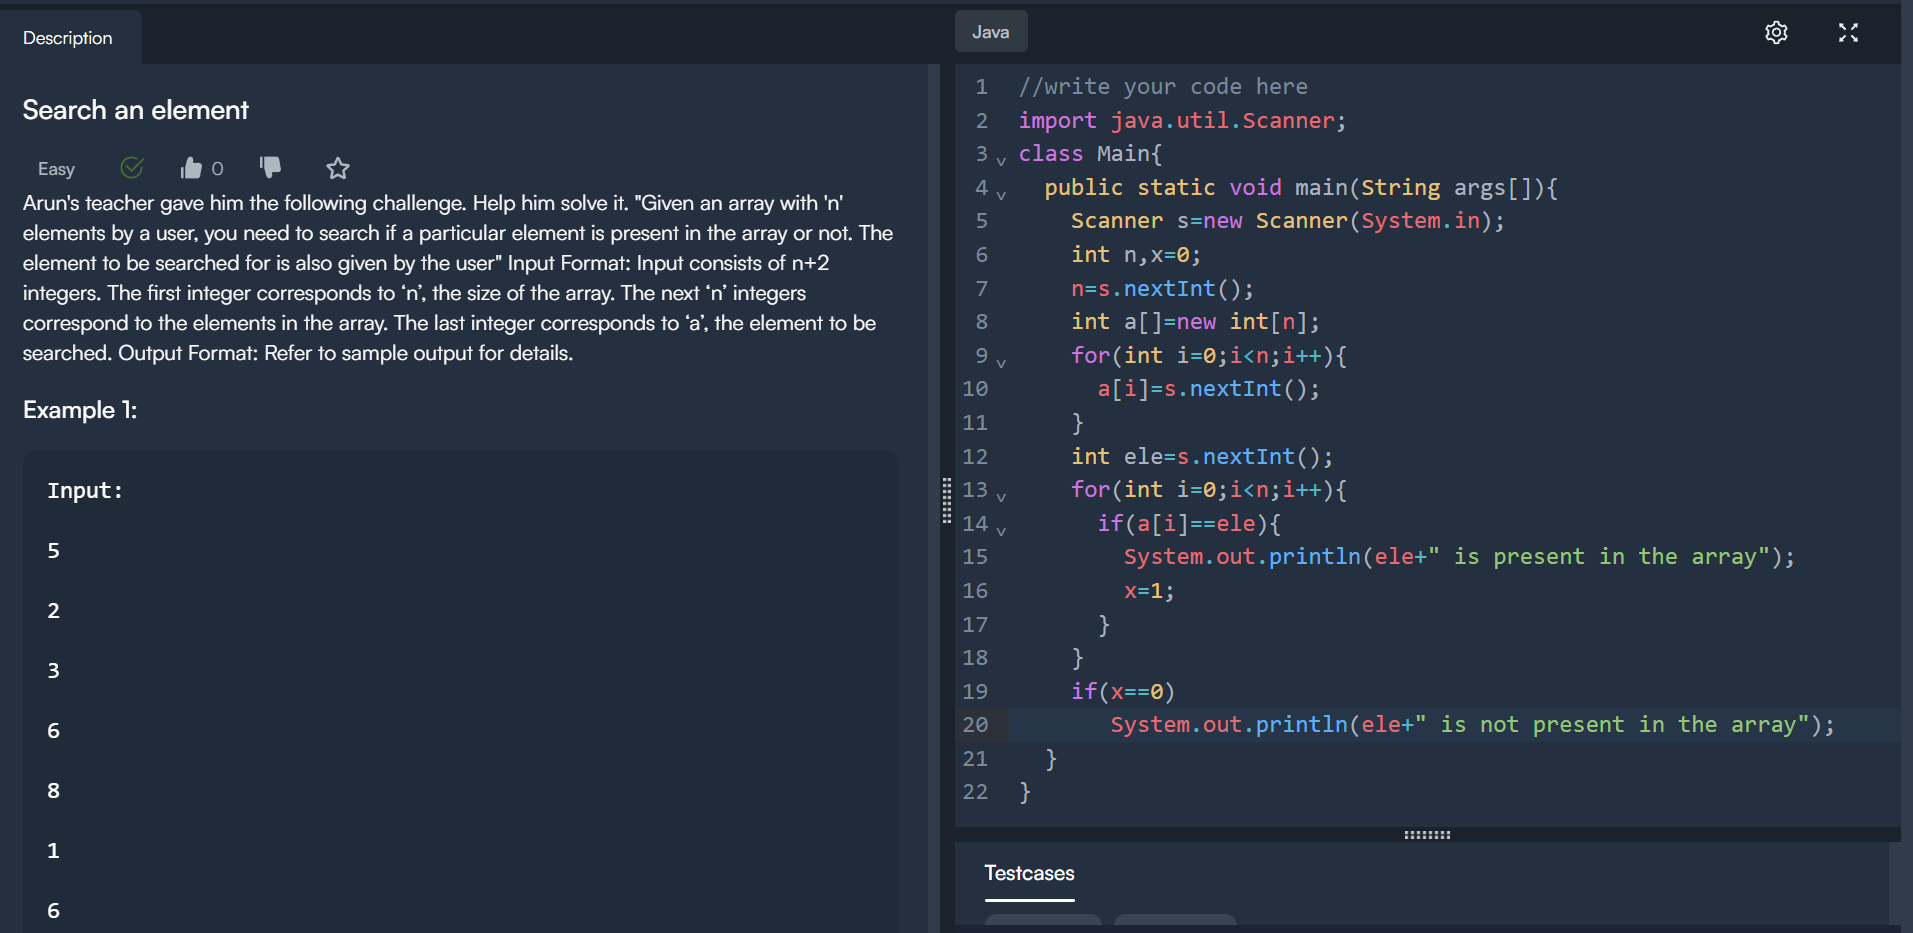 Description
Search an element
Easy
0
Arun's teacher gave him the following challenge. Help him solve it. "Given an array with 'n'
elements by a user, you need to search if a particular element is present in the array or not. The
element to be searched for is also given by the user" Input Format: Input consists of n+2
integers. The first integer corresponds to ‘n’, the size of the array. The next ‘n’ integers
correspond to the elements in the array. The last integer corresponds to ‘a’, the element to be
searched. Output Format: Refer to sample output for details.
Example 1:
Input:
5
2
3
6
8
1
6
Java
1 //write your code here
2 import java.util.Scanner;
3 class Main{
4 public static void main(String args[]){
5 Scanner s=new Scanner(System.in);
6 int n,x=0;
7 n=s.nextInt();
8 int a[]=new int[n];
9 for(int i=0;i<n;i++){
10 a[i]=s.nextInt();
11 }
12 int ele=s.nextInt();
13 for(int i=0;i<n;i++){
14 if(a[i]==ele){
15 System.out.println(ele+" is present in the array");
16 x=1;
17 }
18 }
19 if(x==0)
20 System.out.println(ele+" is not present in the array");
21 }
22 }
Testcases